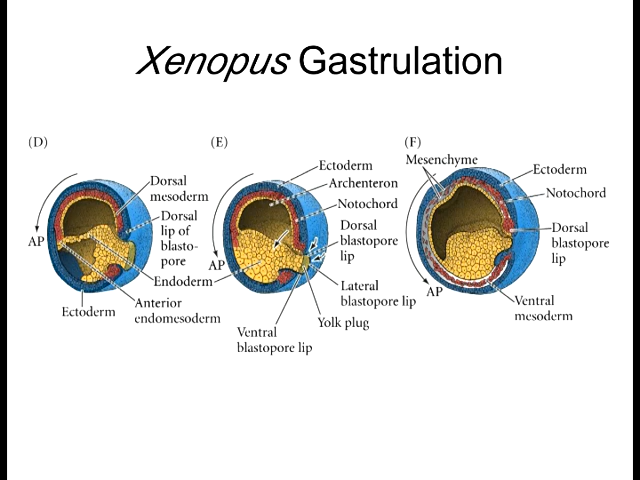 Xenopus Gastrulation
(D)
Dorsal
mesoderm
Dorsal
lip of
blasto-
pore
AP
Endoderm
Anterior
endomesoderm
Ectoderm
(E)
Ectoderm
Archenteron
Notochord
Dorsal
blastopore
lip
AP
Lateral
blastopore lip
Yolk plug
Ventral
blastopore lip
(F)
Mesenchyme
Ectoderm
Notochord
Dorsal
blastopore
lip
AP
Ventral
mesoderm